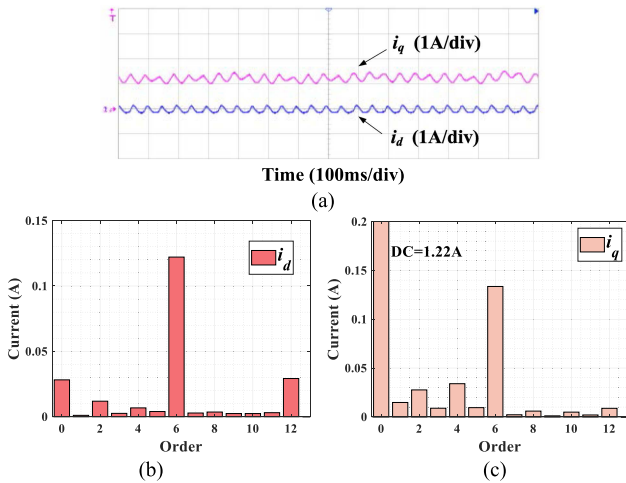 T
i_q (1A/div)
1
i_d (1A/div)
Time (100ms/div)
(a)
0.15
0.1
0.05
0
Current (A)
i_d
0 2 4 6 8 10 12
Order
(b)
0.2
0.15
0.1
0.05
0
Current (A)
DC=1.22A
i_q
0 2 4 6 8 10 12
Order
(c)